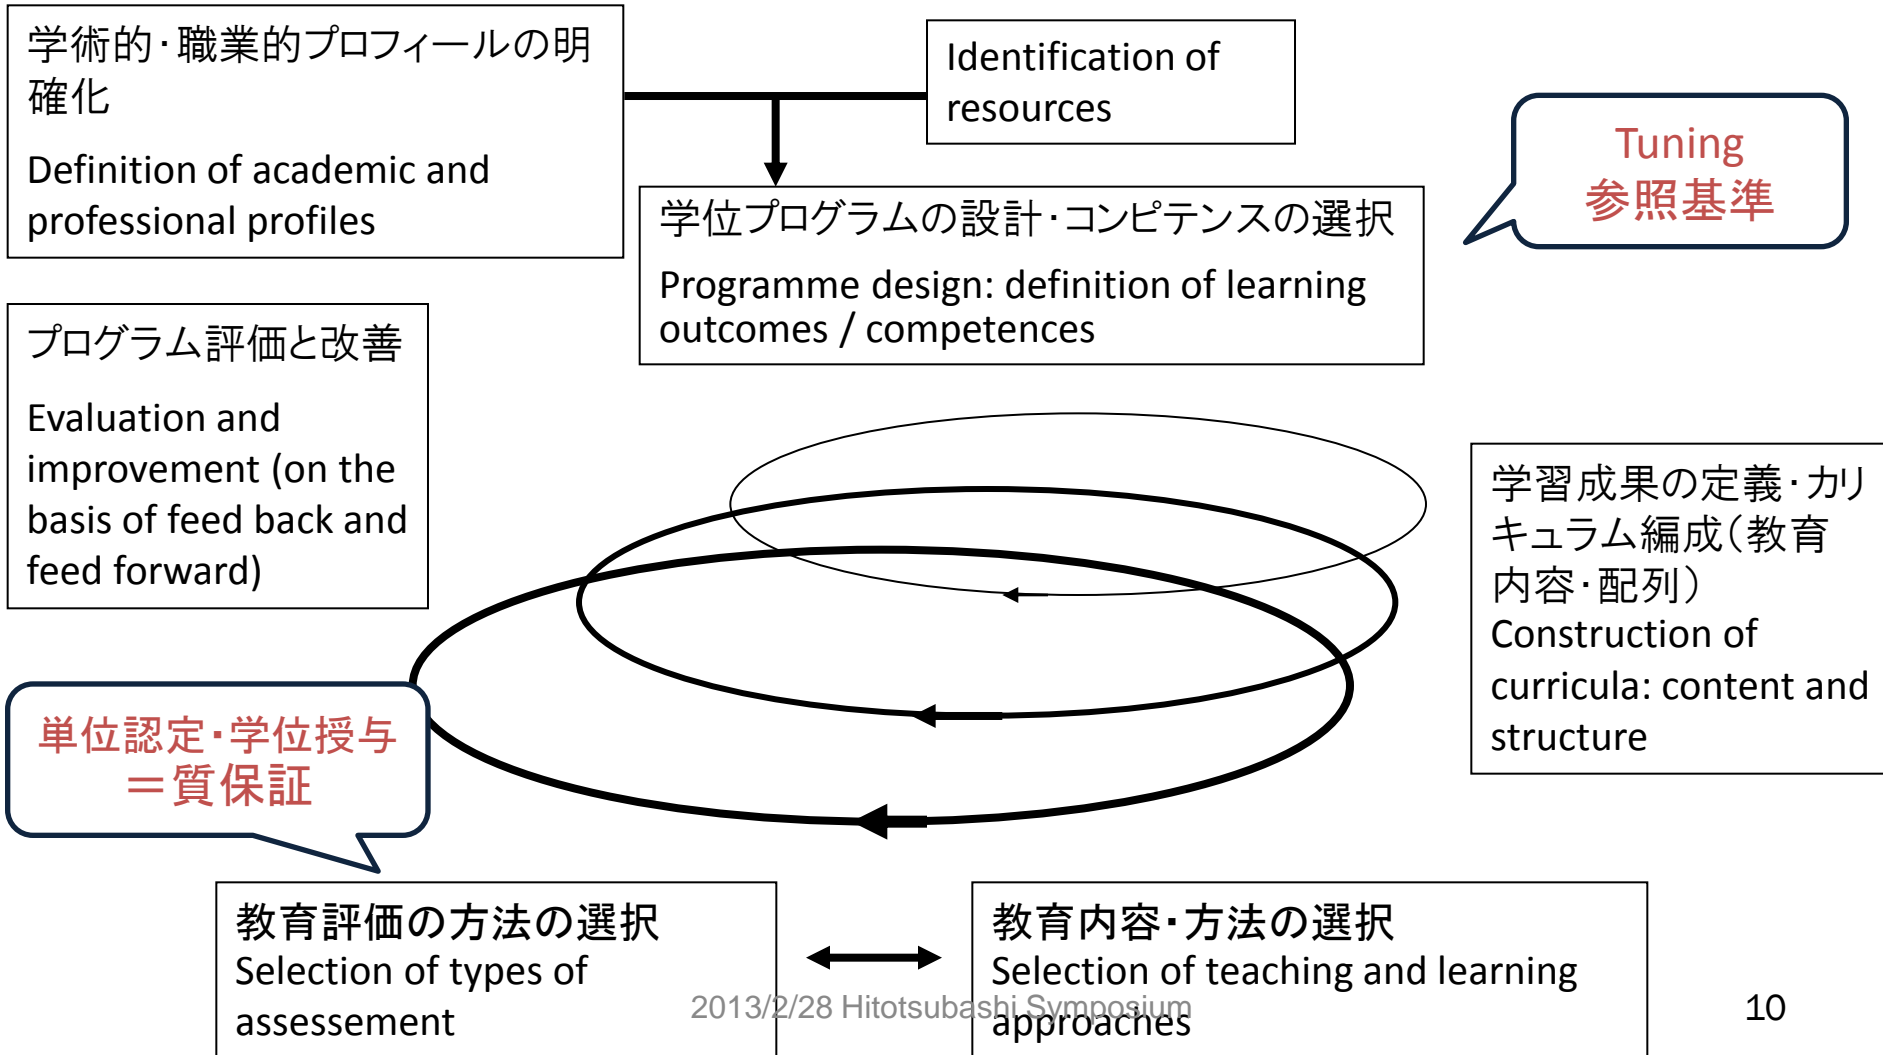 学術的・職業的プロフィールの明
確化
Definition of academic and
professional profiles
Identification of
resources
Tuning
参照基準
学位プログラムの設計・コンピテンスの選択
Programme design: definition of learning
outcomes / competences
プログラム評価と改善
Evaluation and
improvement (on the
basis of feed back and
feed forward)
学習成果の定義・カリ
キュラム編成（教育
内容・配列）
Construction of
curricula: content and
structure
単位認定・学位授与
＝質保証
教育評価の方法の選択
Selection of types of
assessement
教育内容・方法の選択
Selection of teaching and learning
approaches
2013/2/28 Hitotsubashi Symposium
10